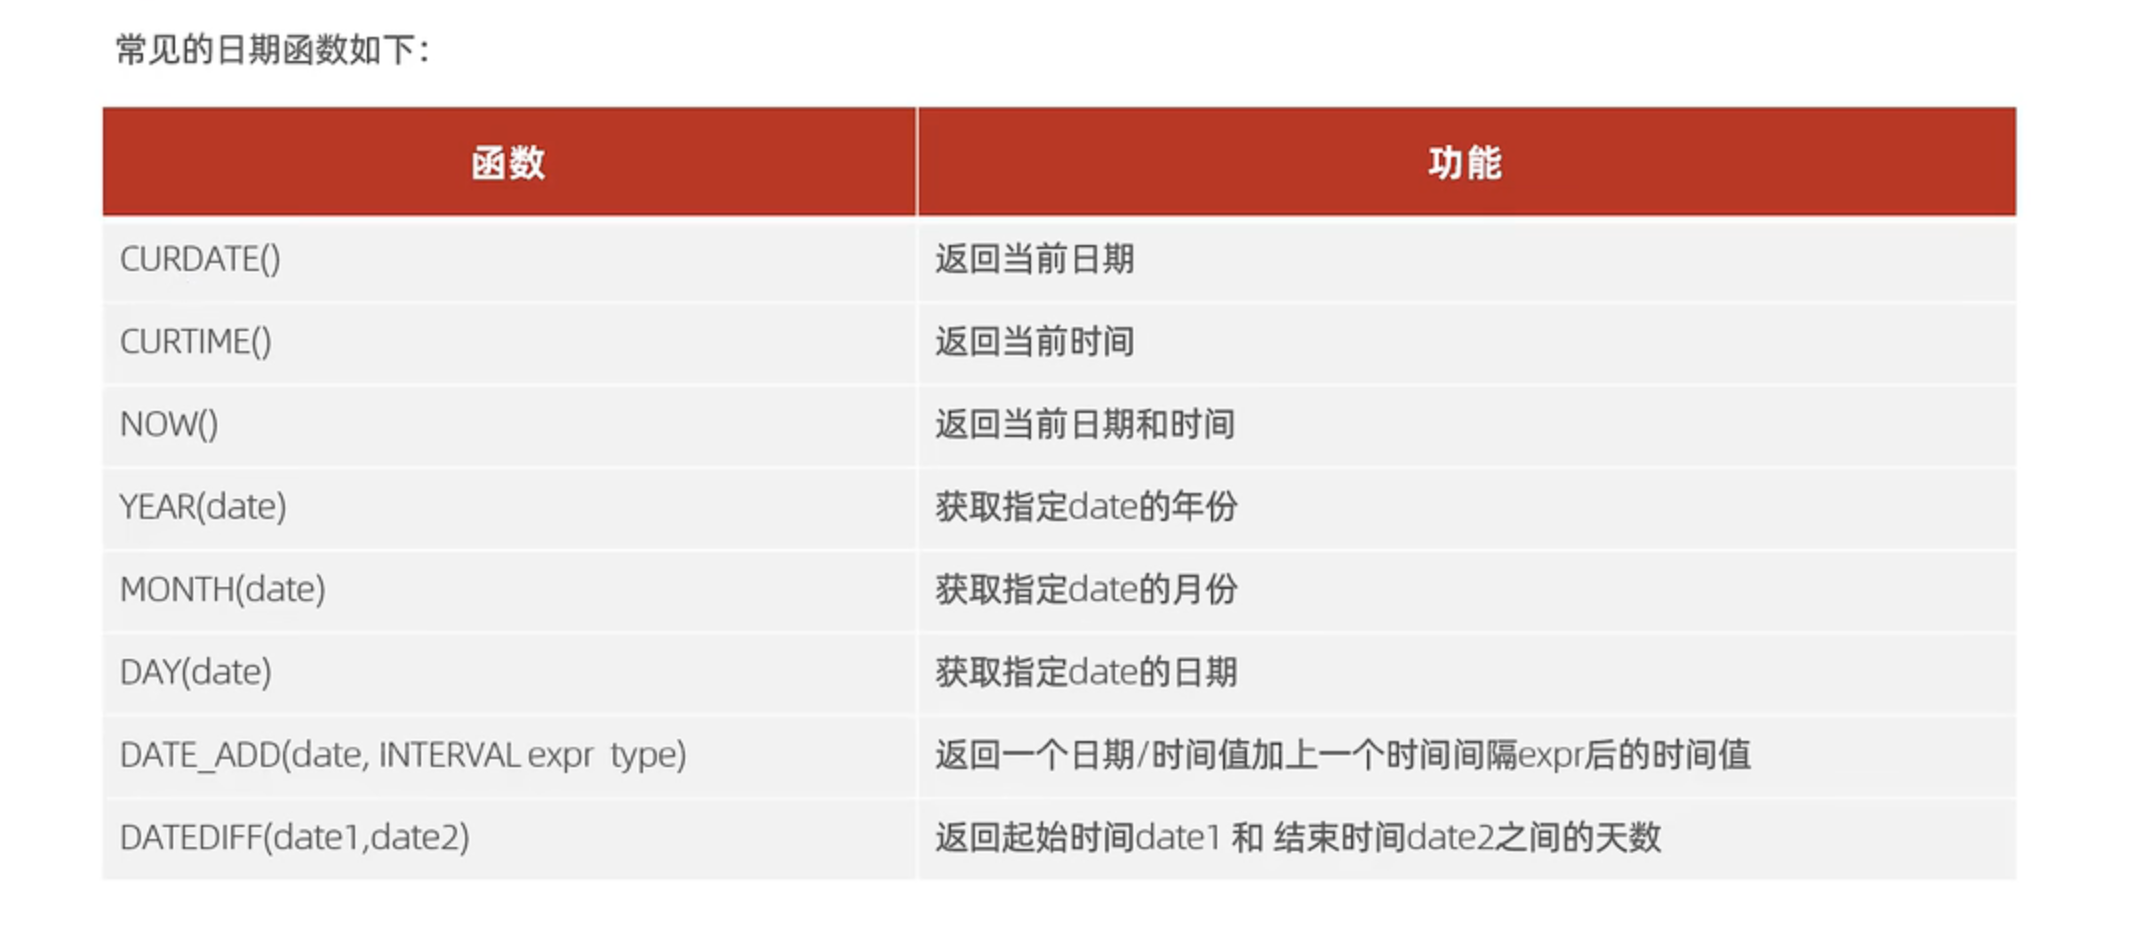 常见的日期函数如下：
函数 功能
CURDATE() 返回当前日期
CURTIME() 返回当前时间
NOW() 返回当前日期和时间
YEAR(date) 获取指定date的年份
MONTH(date) 获取指定date的月份
DAY(date) 获取指定date的日期
DATE_ADD(date, INTERVAL expr type) 返回一个日期/时间值加上一个时间间隔expr后的时间值
DATEDIFF(date1,date2) 返回起始时间date1 和 结束时间date2之间的天数